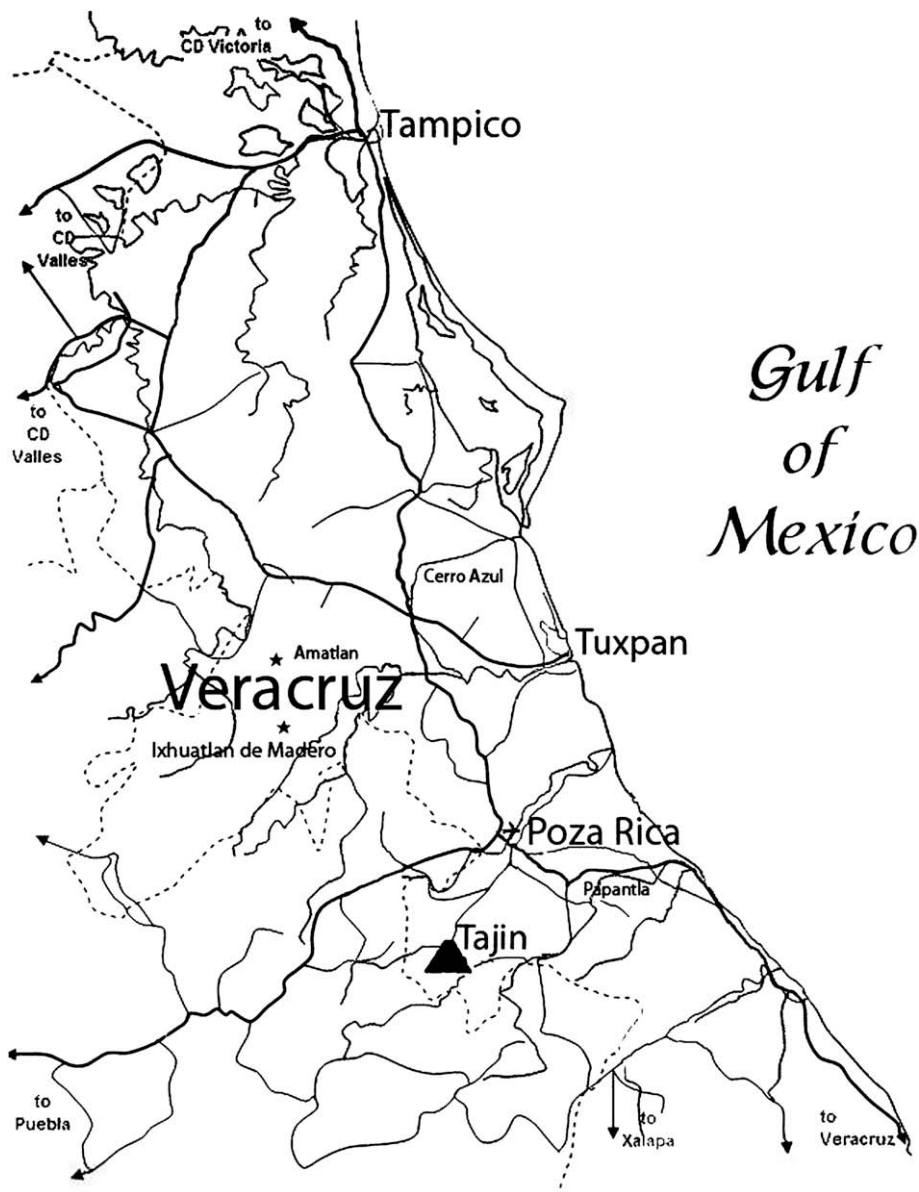 to
CD Victoria
Tampico
to
CD
Valles
to
CD
Valles
Gulf
of
Mexico
Cerro Azul
Tuxpan
Amatlan
Veracruz
Ixhuatlan de Madero
Poza Rica
Papantla
Tajin
to
Puebla
to
Xalapa
to
Veracruz